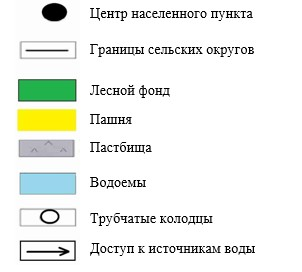 Центр населенного пункта
Границы сельских округов
Лесной фонд
Пашня
Пастбища
Водоемы
Трубчатые колодцы
Доступ к источникам воды